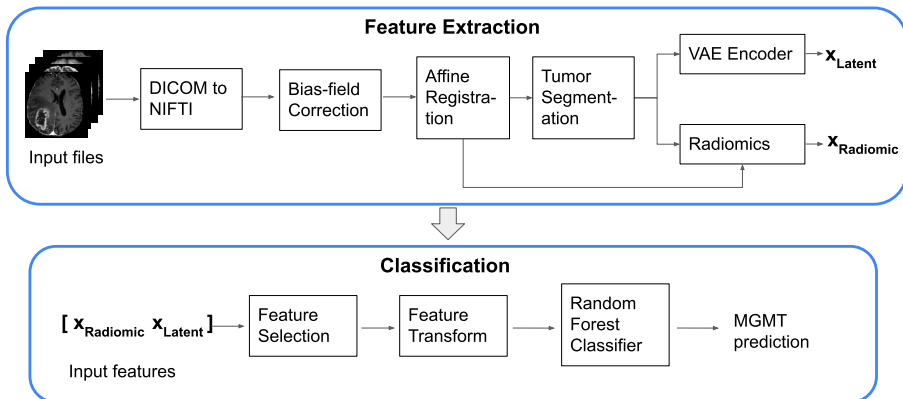 Feature Extraction
Input files
DICOM to
NIFTI
Bias-field
Correction
Affine
Registra-
tion
Tumor
Segment-
ation
VAE Encoder
xLatent
Radiomics
xRadiomic
Classification
[ xRadiomic xLatent ]
Input features
Feature
Selection
Feature
Transform
Random
Forest
Classifier
MGMT
prediction